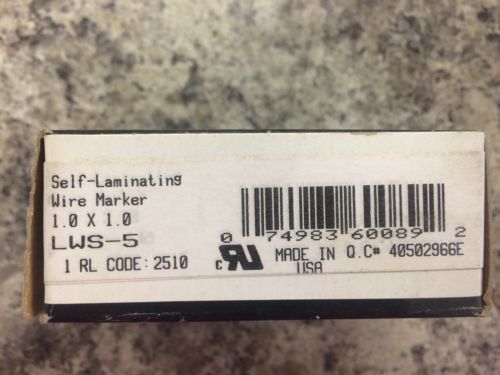 Self-Laminating
Wire Marker
1.0 X 1.0
LWS-5
1 RL CODE: 2510
0 74983 60089 2
c RU
MADE IN Q.C# 40502966E
USA